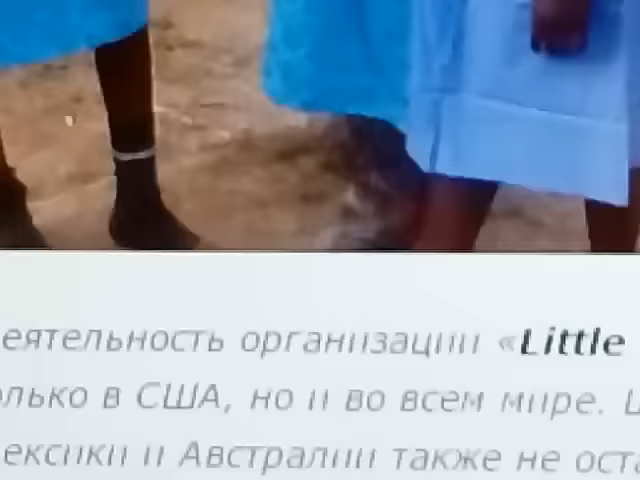 еятельность организации «Little
олько в США, но и во всем мире. Ц
ексики и Австралии также не оста